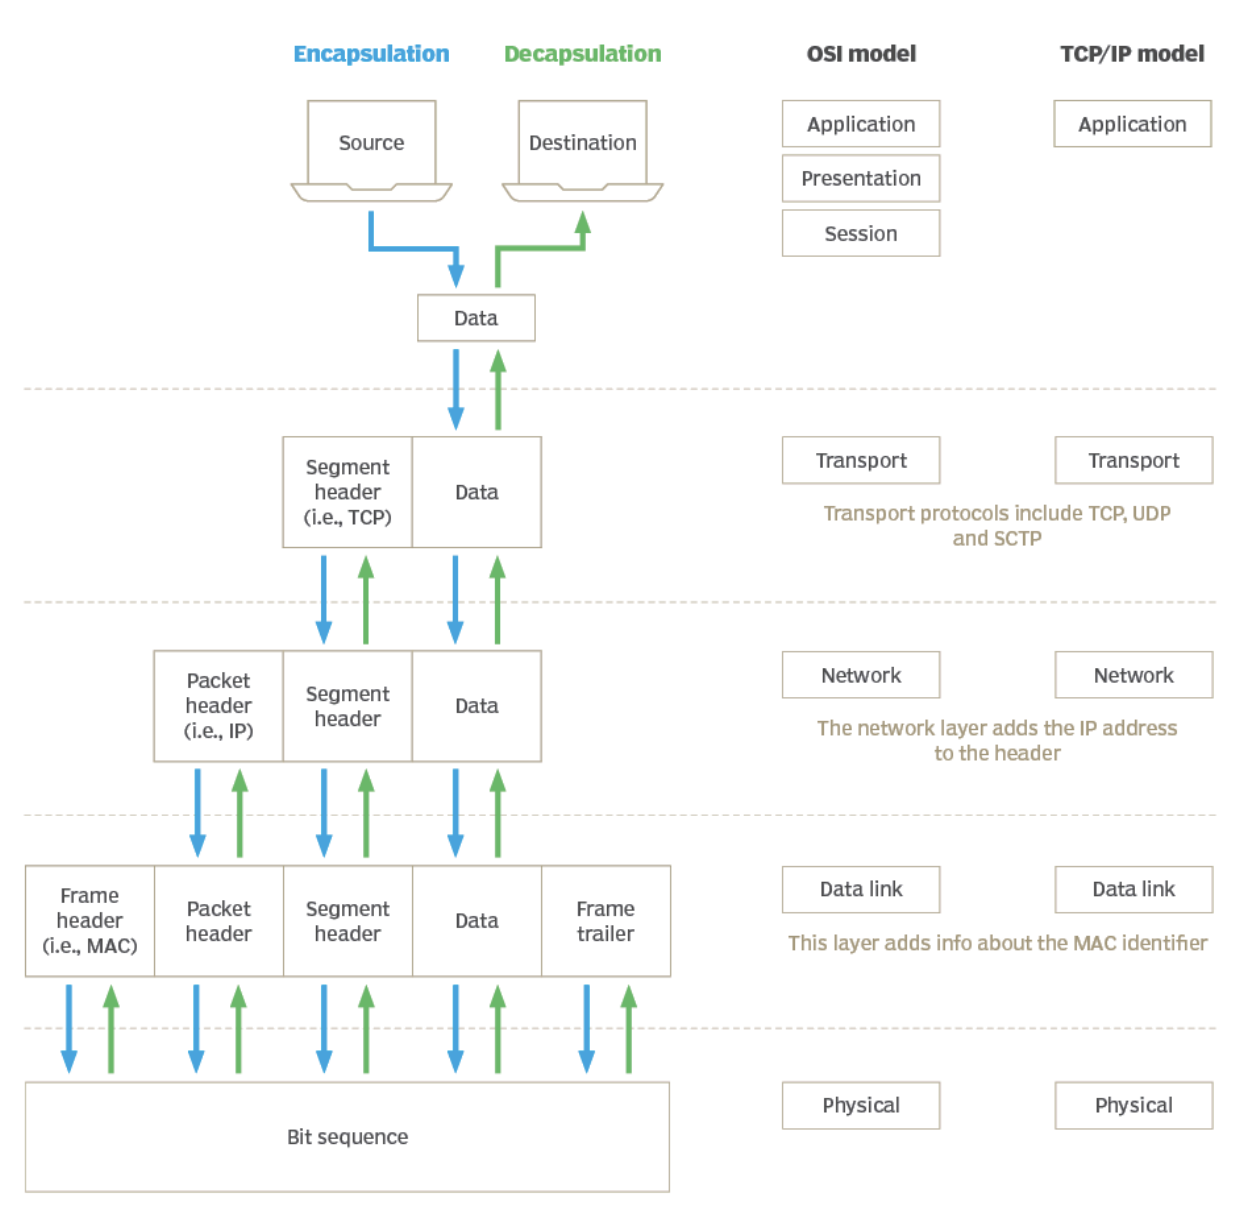 Encapsulation
Decapsulation
OSI model
TCP/IP model
Source
Destination
Application
Application
Presentation
Session
Data
Segment
header
(i.e., TCP)
Data
Transport
Transport
Transport protocols include TCP, UDP
and SCTP
Packet
header
(i.e., IP)
Segment
header
Data
Network
Network
The network layer adds the IP address
to the header
Frame
header
(i.e., MAC)
Packet
header
Segment
header
Data
Frame
trailer
Data link
Data link
This layer adds info about the MAC identifier
Bit sequence
Physical
Physical